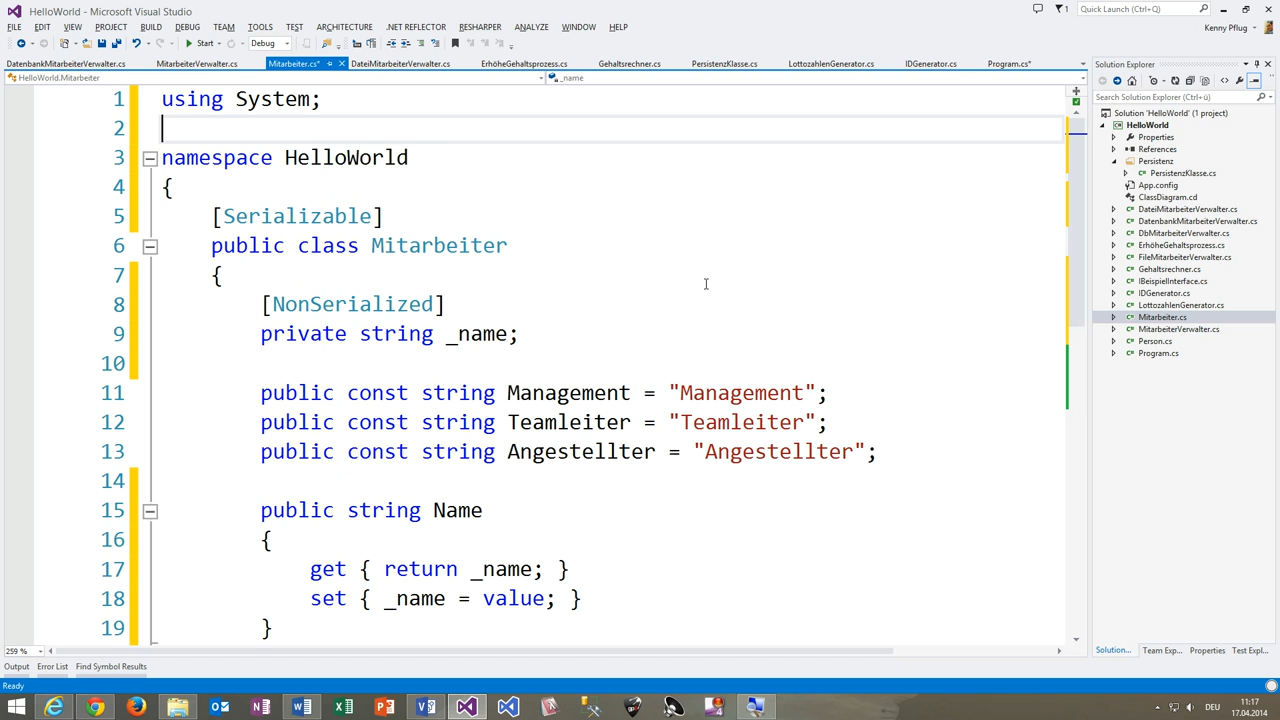 HelloWorld - Microsoft Visual Studio
Quick Launch (Ctrl+Q)
FILE EDIT VIEW PROJECT BUILD DEBUG TEAM TOOLS TEST ARCHITECTURE .NET REFLECTOR RESHARPER ANALYZE WINDOW HELP
Kenny Pflug
Start Debug
DatenbankMitarbeiterVerwalter.cs MitarbeiterVerwalter.cs Mitarbeiter.cs* DateiMitarbeiterVerwalter.cs ErhöheGehaltsprozess.cs Gehaltsrechner.cs PersistenzKlasse.cs LottozahlenGenerator.cs IDGenerator.cs Program.cs*
HelloWorld.Mitarbeiter _name
1 using System;
2
3 namespace HelloWorld
4 {
5 [Serializable]
6 public class Mitarbeiter
7 {
8 [NonSerialized]
9 private string _name;
10
11 public const string Management = "Management";
12 public const string Teamleiter = "Teamleiter";
13 public const string Angestellter = "Angestellter";
14
15 public string Name
16 {
17 get { return _name; }
18 set { _name = value; }
19 }
259 %
Solution Explorer
Search Solution Explorer (Ctrl+ü)
Solution 'HelloWorld' (1 project)
HelloWorld
Properties
References
Persistenz
PersistenzKlasse.cs
App.config
ClassDiagram.cd
DateiMitarbeiterVerwalter.cs
DatenbankMitarbeiterVerwalter.cs
DbMitarbeiterVerwalter.cs
ErhöheGehaltsprozess.cs
FileMitarbeiterVerwalter.cs
Gehaltsrechner.cs
IBeispielInterface.cs
IDGenerator.cs
LottozahlenGenerator.cs
Mitarbeiter.cs
MitarbeiterVerwalter.cs
Person.cs
Program.cs
Solution... Team Exp... Properties Test Expl...
Output Error List Find Symbol Results
Ready
DEU
11:17
17.04.2014